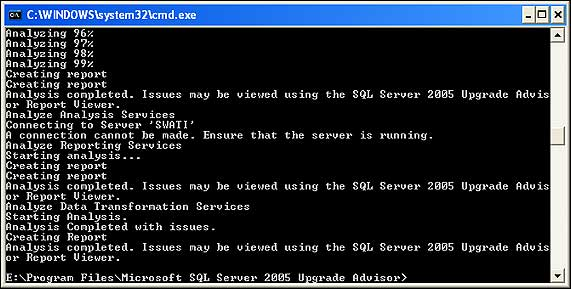 C:\WINDOWS\system32\cmd.exe
Analyzing 96%
Analyzing 97%
Analyzing 98%
Analyzing 99%
Creating report
Creating report
Analysis completed. Issues may be viewed using the SQL Server 2005 Upgrade Advis
or Report Viewer.
Analyze Analysis Services
Connecting to Server 'SWATI'
A connection cannot be made. Ensure that the server is running.
Analyze Reporting Services
Starting analysis...
Creating report
Creating report
Analysis completed. Issues may be viewed using the SQL Server 2005 Upgrade Advis
or Report Viewer.
Analyze Data Transformation Services
Starting Analysis.
Analysis Completed with issues.
Creating Report
Analysis completed. Issues may be viewed using the SQL Server 2005 Upgrade Advis
or Report Viewer.
E:\Program Files\Microsoft SQL Server 2005 Upgrade Advisor>